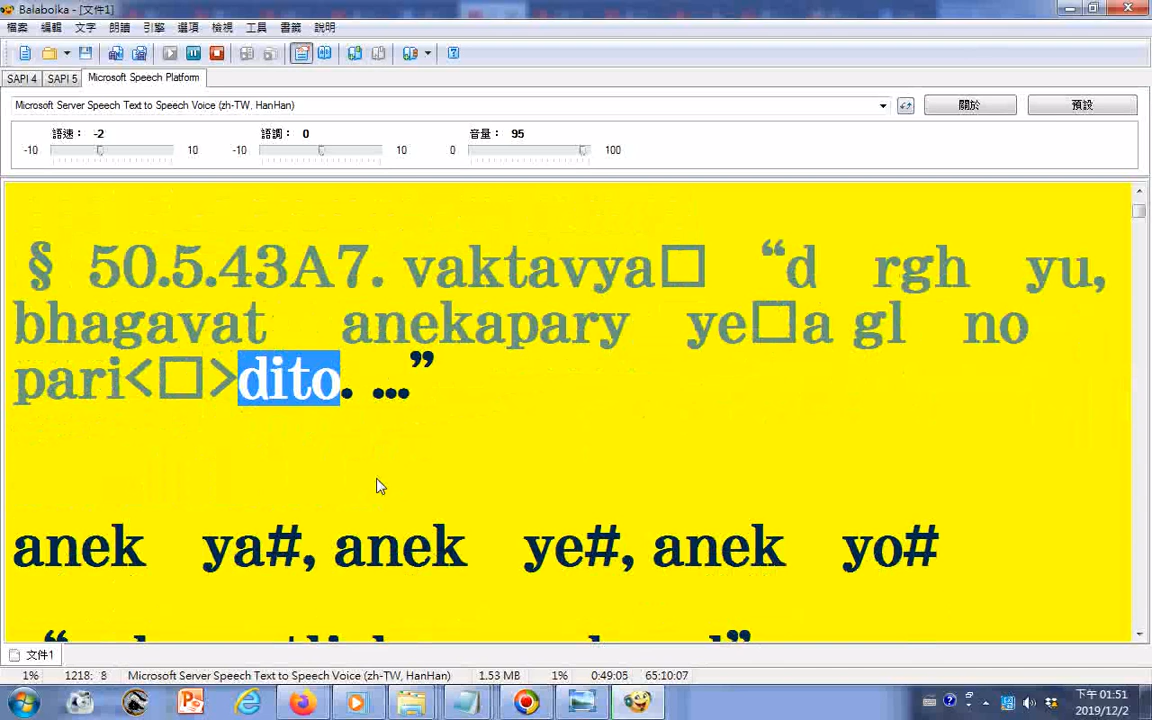 Balabolka - [文件1]
檔案 編輯 文字 朗讀 引擎 選項 檢視 工具 書籤 說明
SAPI 4 SAPI 5 Microsoft Speech Platform
Microsoft Server Speech Text to Speech Voice (zh-TW, HanHan) 關於 預設
語速： -2 語調： 0 音量： 95
-10 10 -10 10 0 100
§ 50.5.43A7. vaktavya□ “d rgh yu,
bhagavat anekapary ye□a gl no
pari<□>dito. ...”
anek ya#, anek ye#, anek yo#
文件1
1% 1218: 8 Microsoft Server Speech Text to Speech Voice (zh-TW, HanHan) 1.53 MB 1% 0:49:05 65:10:07
下午 01:51
2019/12/2